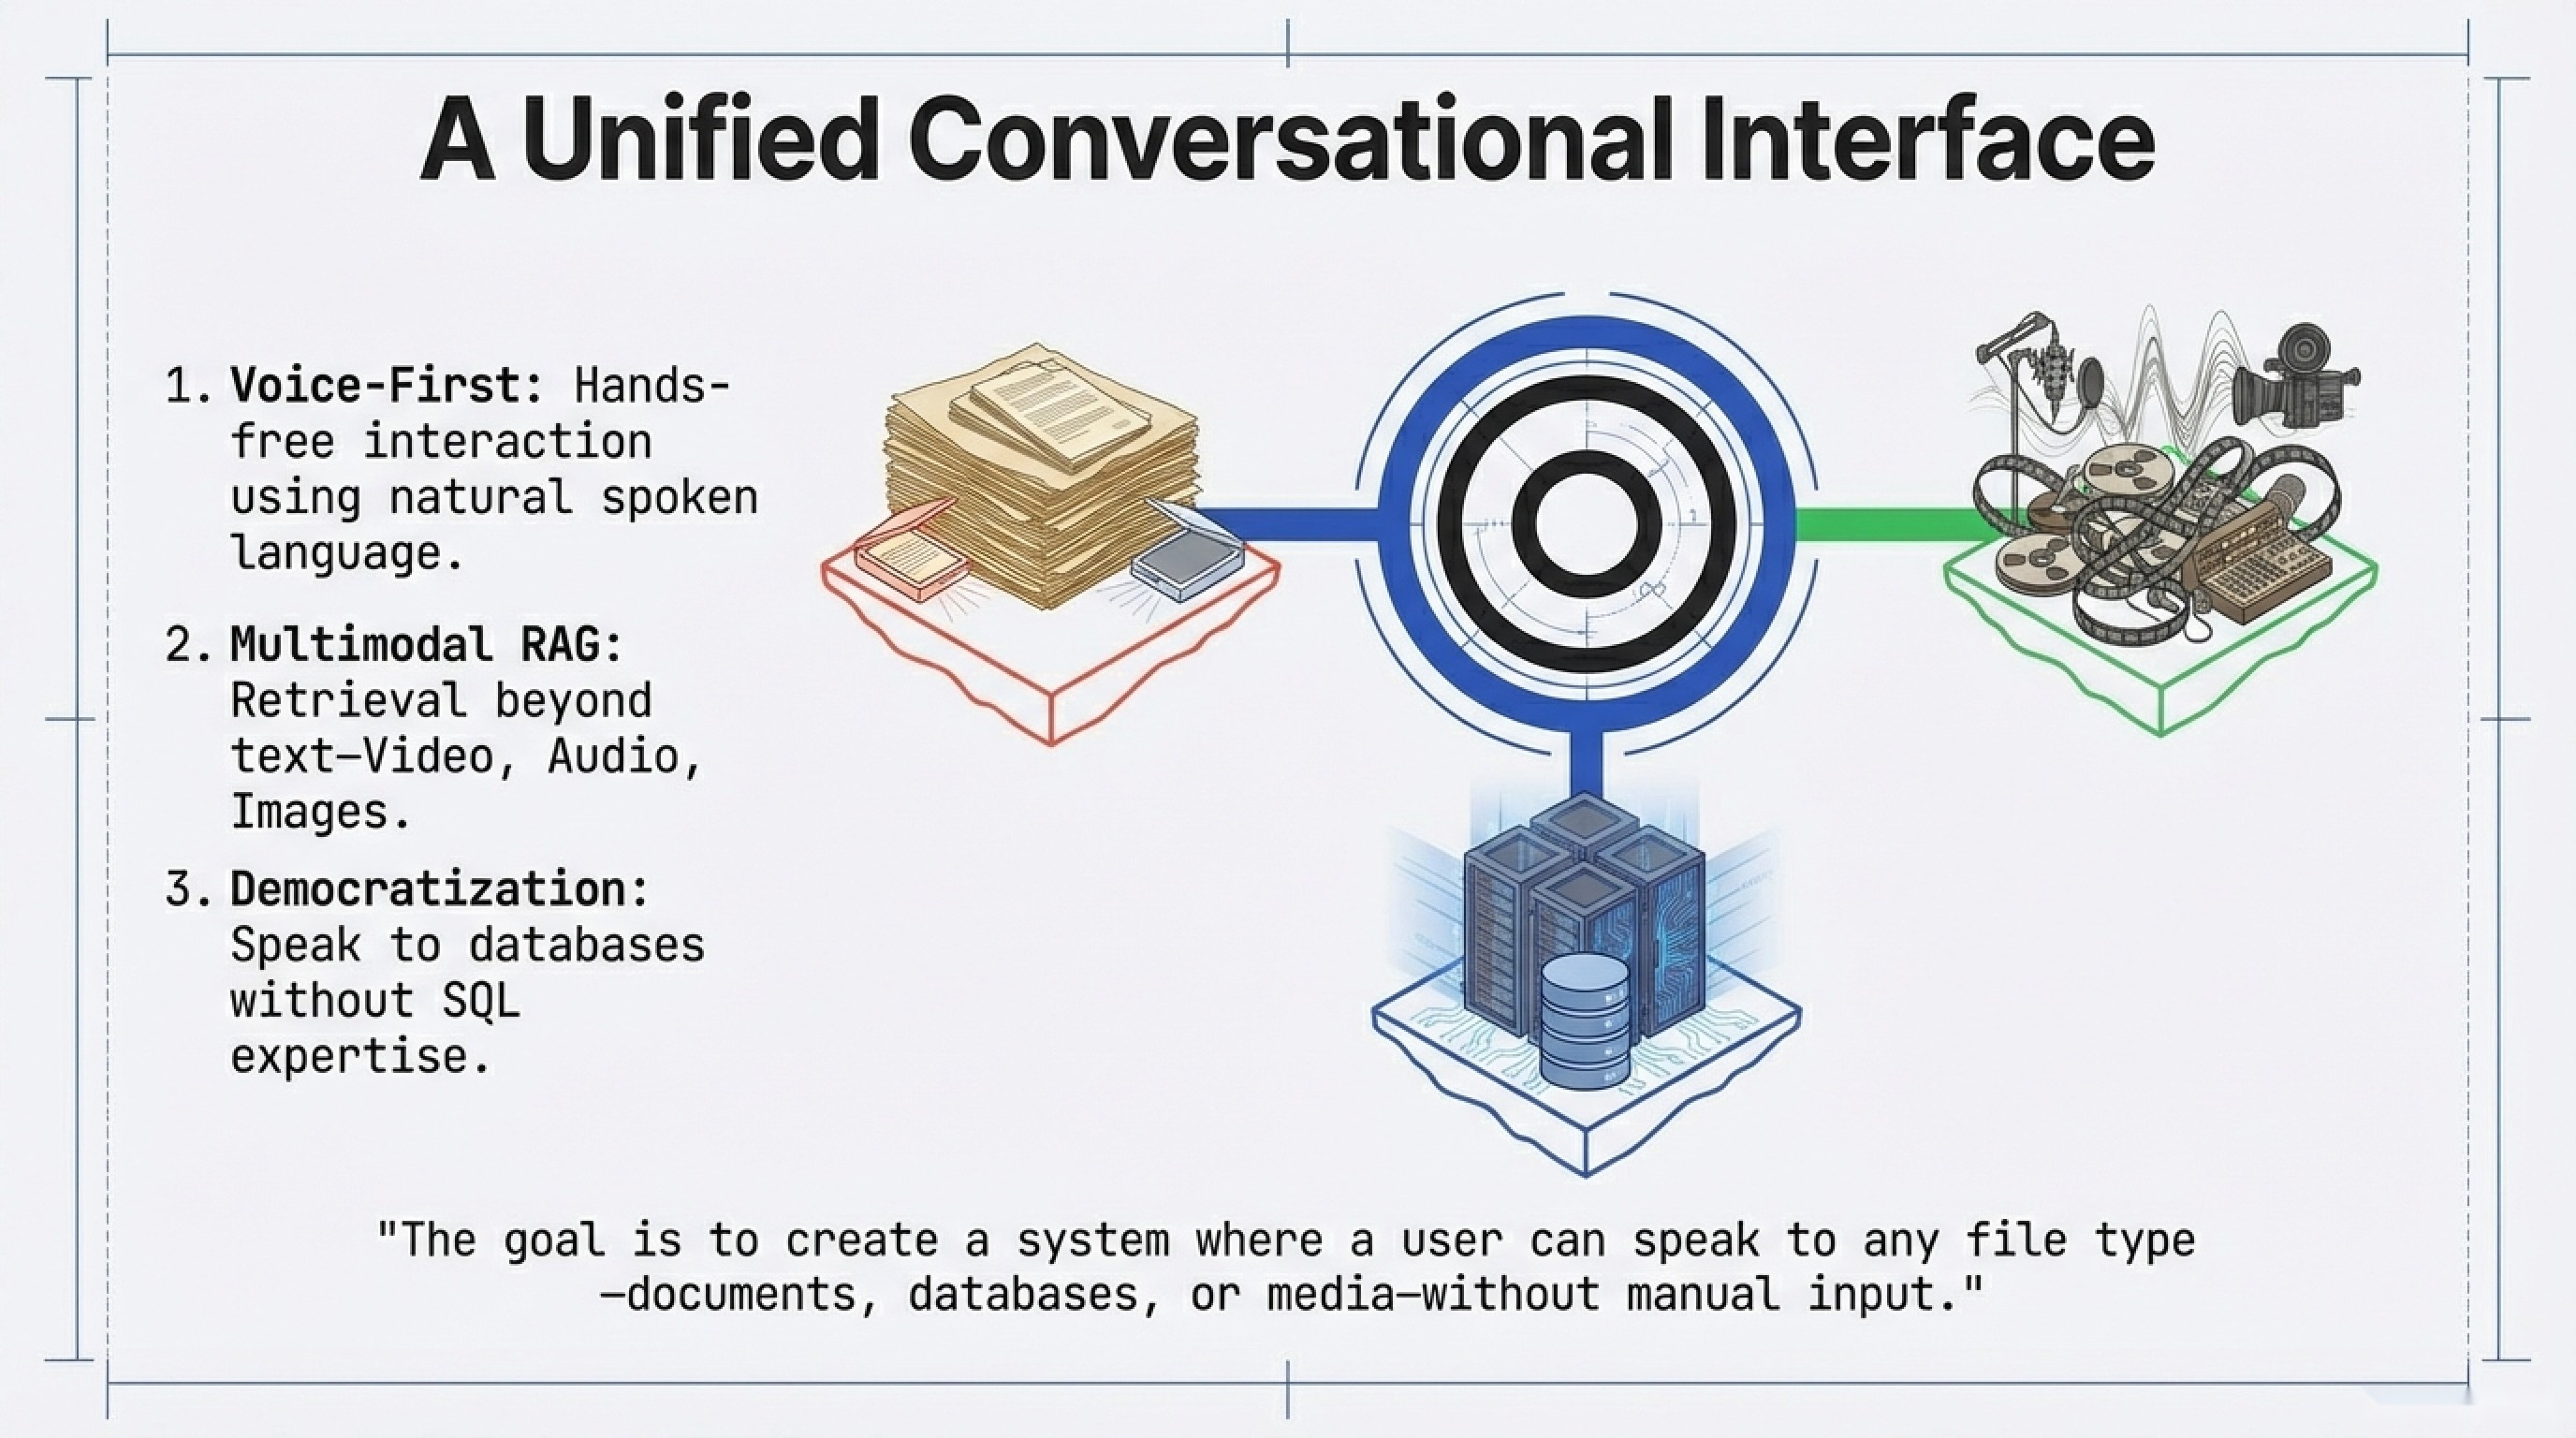 A Unified Conversational Interface
1. Voice-First: Hands-
free interaction
using natural spoken
language.
2. Multimodal RAG:
Retrieval beyond
text—Video, Audio,
Images.
3. Democratization:
Speak to databases
without SQL
expertise.
"The goal is to create a system where a user can speak to any file type
—documents, databases, or media—without manual input."